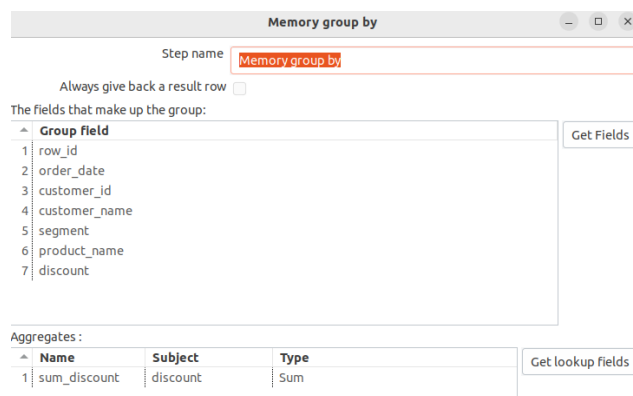 Memory group by
Step name Memory group by
Always give back a result row
The fields that make up the group:
Group field
Get Fields
1 row_id
2 order_date
3 customer_id
4 customer_name
5 segment
6 product_name
7 discount
Aggregates :
Name Subject Type
Get lookup fields
1 sum_discount discount Sum